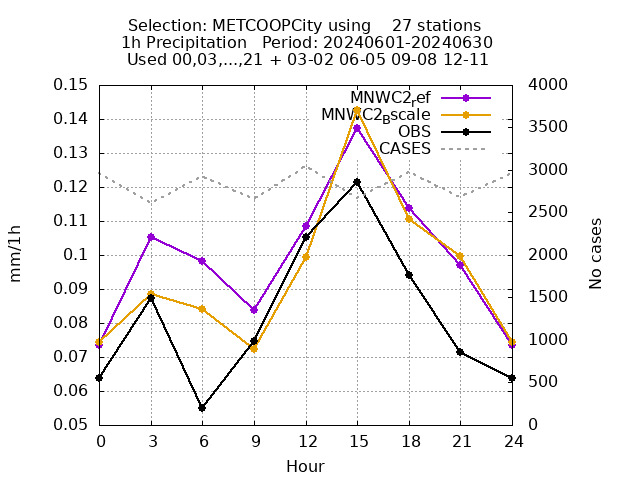 Selection: METCOOPCity using    27 stations
1h Precipitation   Period: 20240601-20240630
Used 00,03,...,21 + 03-02 06-05 09-08 12-11
MNWC2ref
MNWC2Bscale
OBS
CASES
0.15
0.14
0.13
0.12
0.11
0.1
0.09
0.08
0.07
0.06
0.05
mm/1h
4000
3500
3000
2500
2000
1500
1000
500
0
No cases
0 3 6 9 12 15 18 21 24
Hour